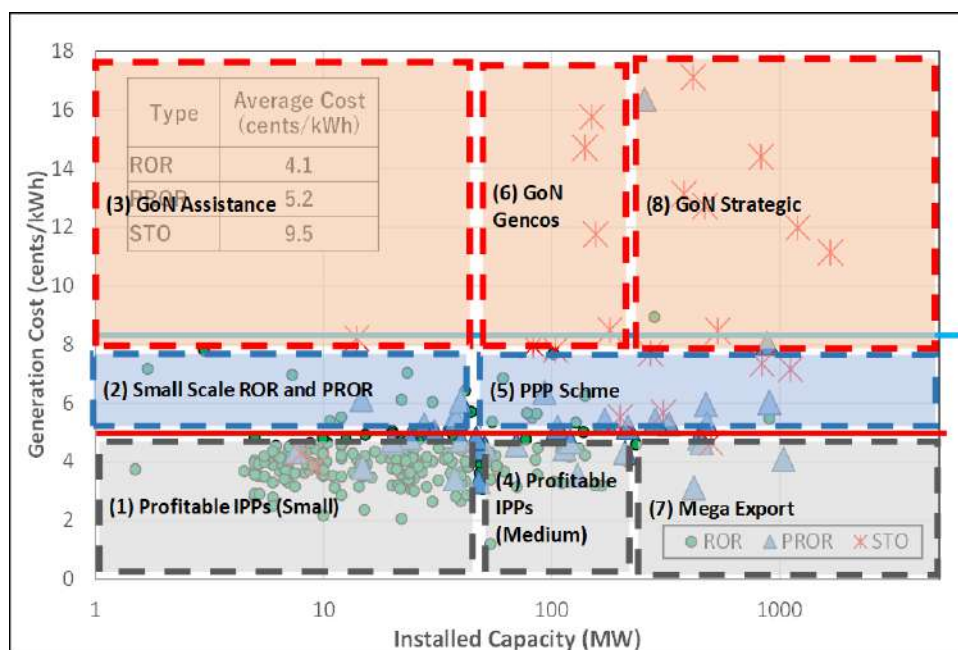 18
16
14
12
10
8
6
4
2
0
Generation Cost (cents/kWh)
Type Average Cost (cents/kWh)
ROR 4.1
PROR 5.2
STO 9.5
(3) GoN Assistance
(6) GoN
Gencos
(8) GoN Strategic
(2) Small Scale ROR and PROR
(5) PPP Schme
(1) Profitable IPPs (Small)
(4) Profitable
IPPs
(Medium)
(7) Mega Export
ROR PROR STO
1 10 100 1000
Installed Capacity (MW)